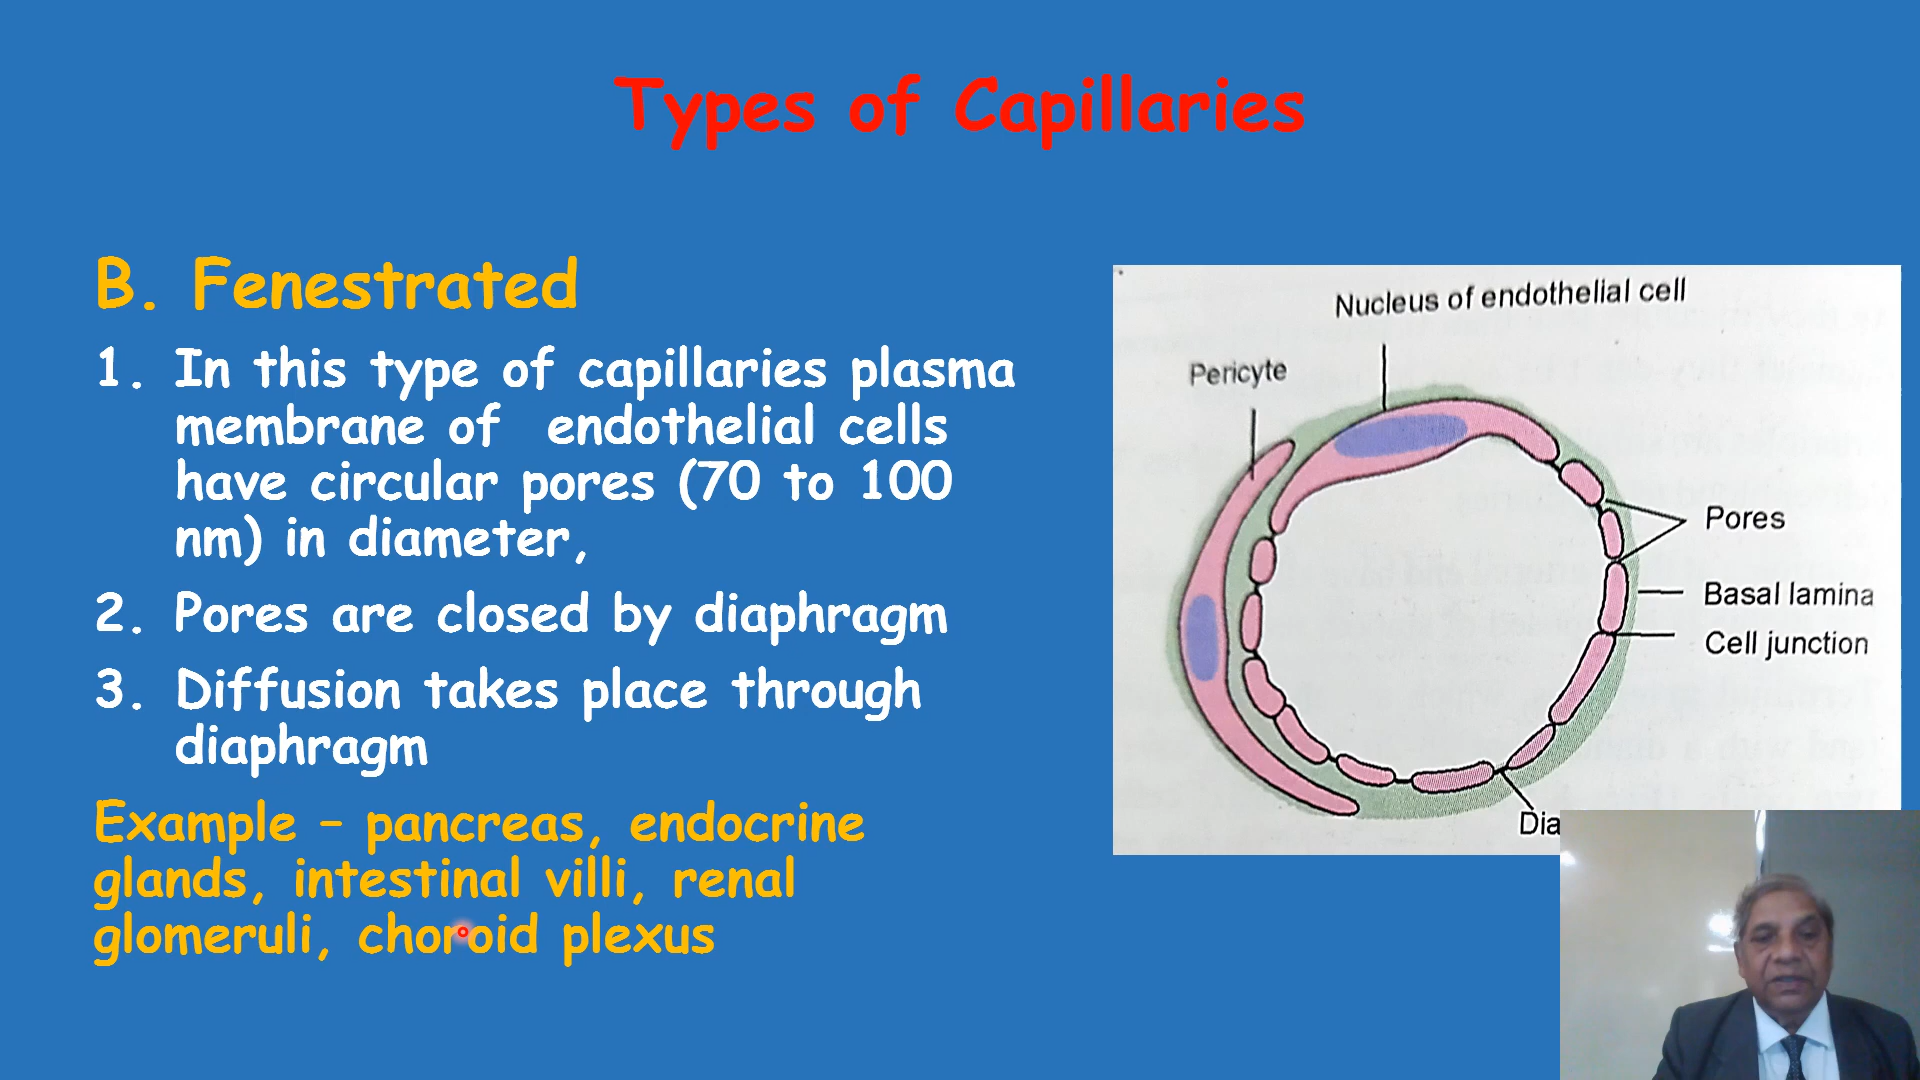 Types of Capillaries
B. Fenestrated
1. In this type of capillaries plasma
membrane of endothelial cells
have circular pores (70 to 100
nm) in diameter,
2. Pores are closed by diaphragm
3. Diffusion takes place through
diaphragm
Example – pancreas, endocrine
glands, intestinal villi, renal
glomeruli, choroid plexus
Nucleus of endothelial cell
Pericyte
Pores
Basal lamina
Cell junction
Dia